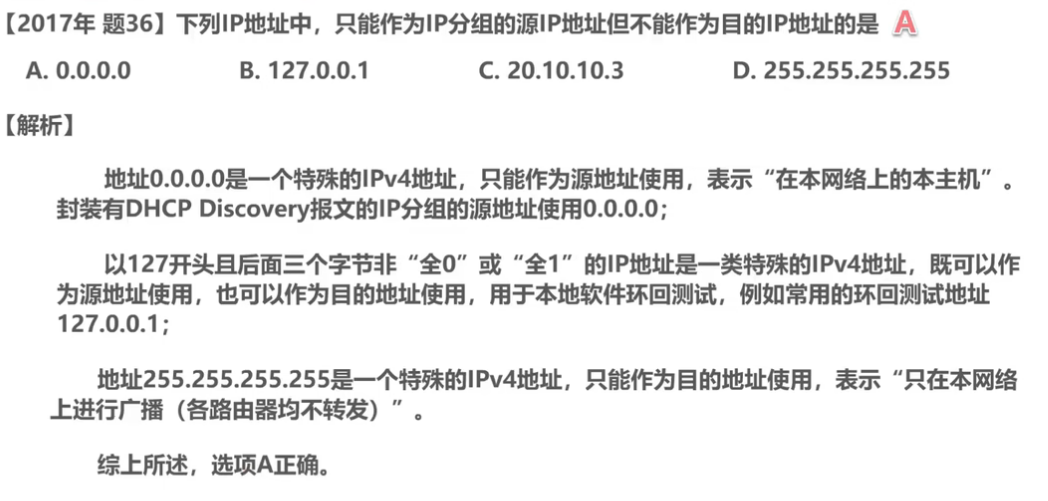 【2017年 题36】下列IP地址中，只能作为IP分组的源IP地址但不能作为目的IP地址的是 A
A. 0.0.0.0 B. 127.0.0.1 C. 20.10.10.3 D. 255.255.255.255
【解析】
地址0.0.0.0是一个特殊的IPv4地址，只能作为源地址使用，表示“在本网络上的本主机”。
封装有DHCP Discovery报文的IP分组的源地址使用0.0.0.0；
以127开头且后面三个字节非“全0”或“全1”的IP地址是一类特殊的IPv4地址，既可以作
为源地址使用，也可以作为目的地址使用，用于本地软件环回测试，例如常用的环回测试地址
127.0.0.1；
地址255.255.255.255是一个特殊的IPv4地址，只能作为目的地址使用，表示“只在本网络
上进行广播（各路由器均不转发）”。
综上所述，选项A正确。